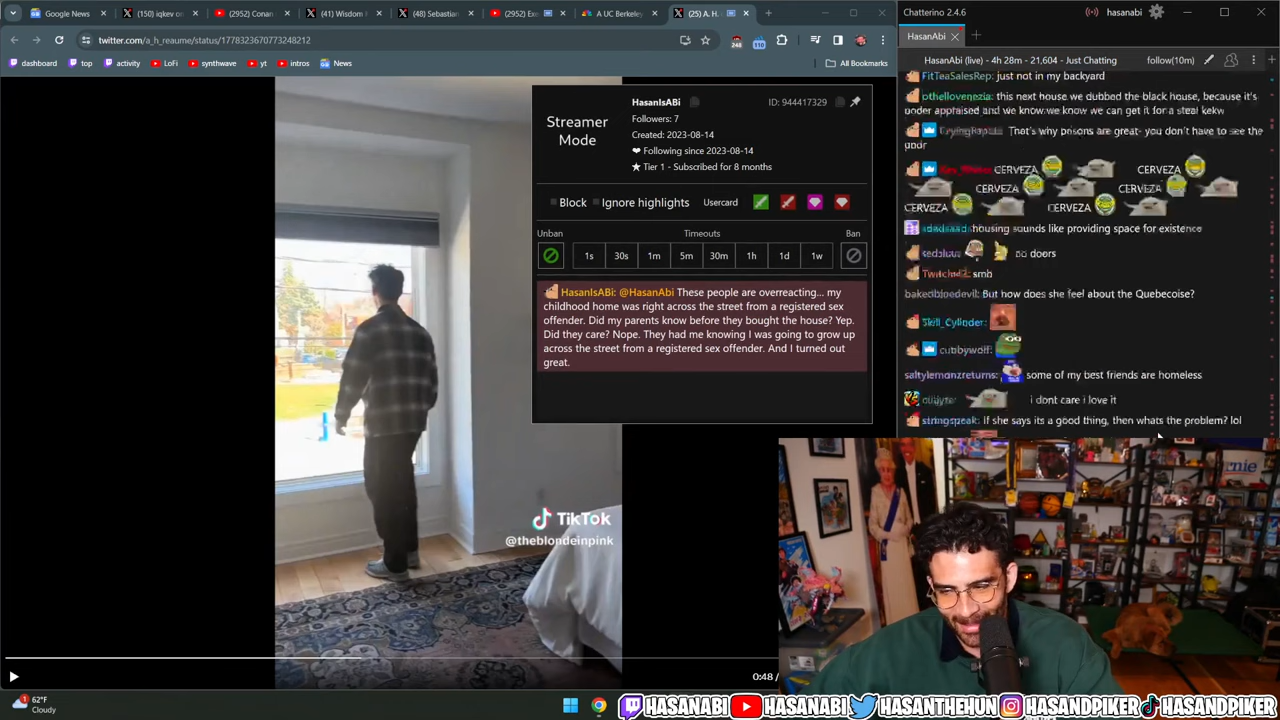 Google News
(150) iqkev o
(2952) Conan
(41) Wisdom
(48) Sebastian
(2952) Exe
A UC Berkeley
(25) A. H.
twitter.com/a_h_reaume/status/1778323670773248212
248
110
dashboard
top
activity
LoFi
synthwave
yt
intros
News
All Bookmarks
Streamer
Mode
HasanIsABi
ID: 944417329
Followers: 7
Created: 2023-08-14
❤ Following since 2023-08-14
★ Tier 1 - Subscribed for 8 months
Block
Ignore highlights
Usercard
Unban
Timeouts
Ban
1s
30s
1m
5m
30m
1h
1d
1w
HasanIsABi: @HasanAbi These people are overreacting... my
childhood home was right across the street from a registered sex
offender. Did my parents know before they bought the house? Yep.
Did they care? Nope. They had me knowing I was going to grow up
across the street from a registered sex offender. And I turned out
great.
TikTok
@theblondeinpink
0:48 /
Chatterino 2.4.6
hasanabi
HasanAbi
HasanAbi (live) - 4h 28m - 21,604 - Just Chatting
follow(10m)
FitTeaSalesRep: just not in my backyard
othellovenezia: this next house we dubbed the black house, because it's
under appraised and we know we know we can get it for a steal kekw
That's why prisons are great - you don't have to see the
CERVEZA
CERVEZA
CERVEZA
CERVEZA
CERVEZA
CERVEZA
housing sounds like providing space for existence
no doors
smh
But how does she feel about the Quebecoise?
Skill_Cylinder:
cubbywolf:
saltylemonzreturns:
some of my best friends are homeless
i dont care i love it
If she says its a good thing, then whats the problem? lol
62°F
Cloudy
HASANABI
HASANABI
HASANTHEHUN
HASANDPIKER
HASANDPIKER